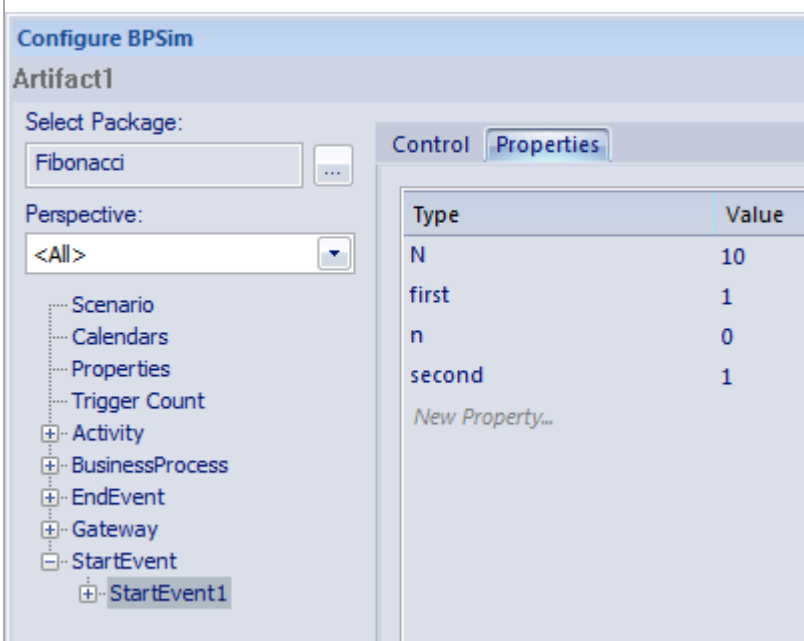 Configure BPSim
Artifact1
Select Package:
Fibonacci
...
Perspective:
<All>
Scenario
Calendars
Properties
Trigger Count
Activity
BusinessProcess
EndEvent
Gateway
StartEvent
StartEvent1
Control Properties
Type Value
N 10
first 1
n 0
second 1
New Property...